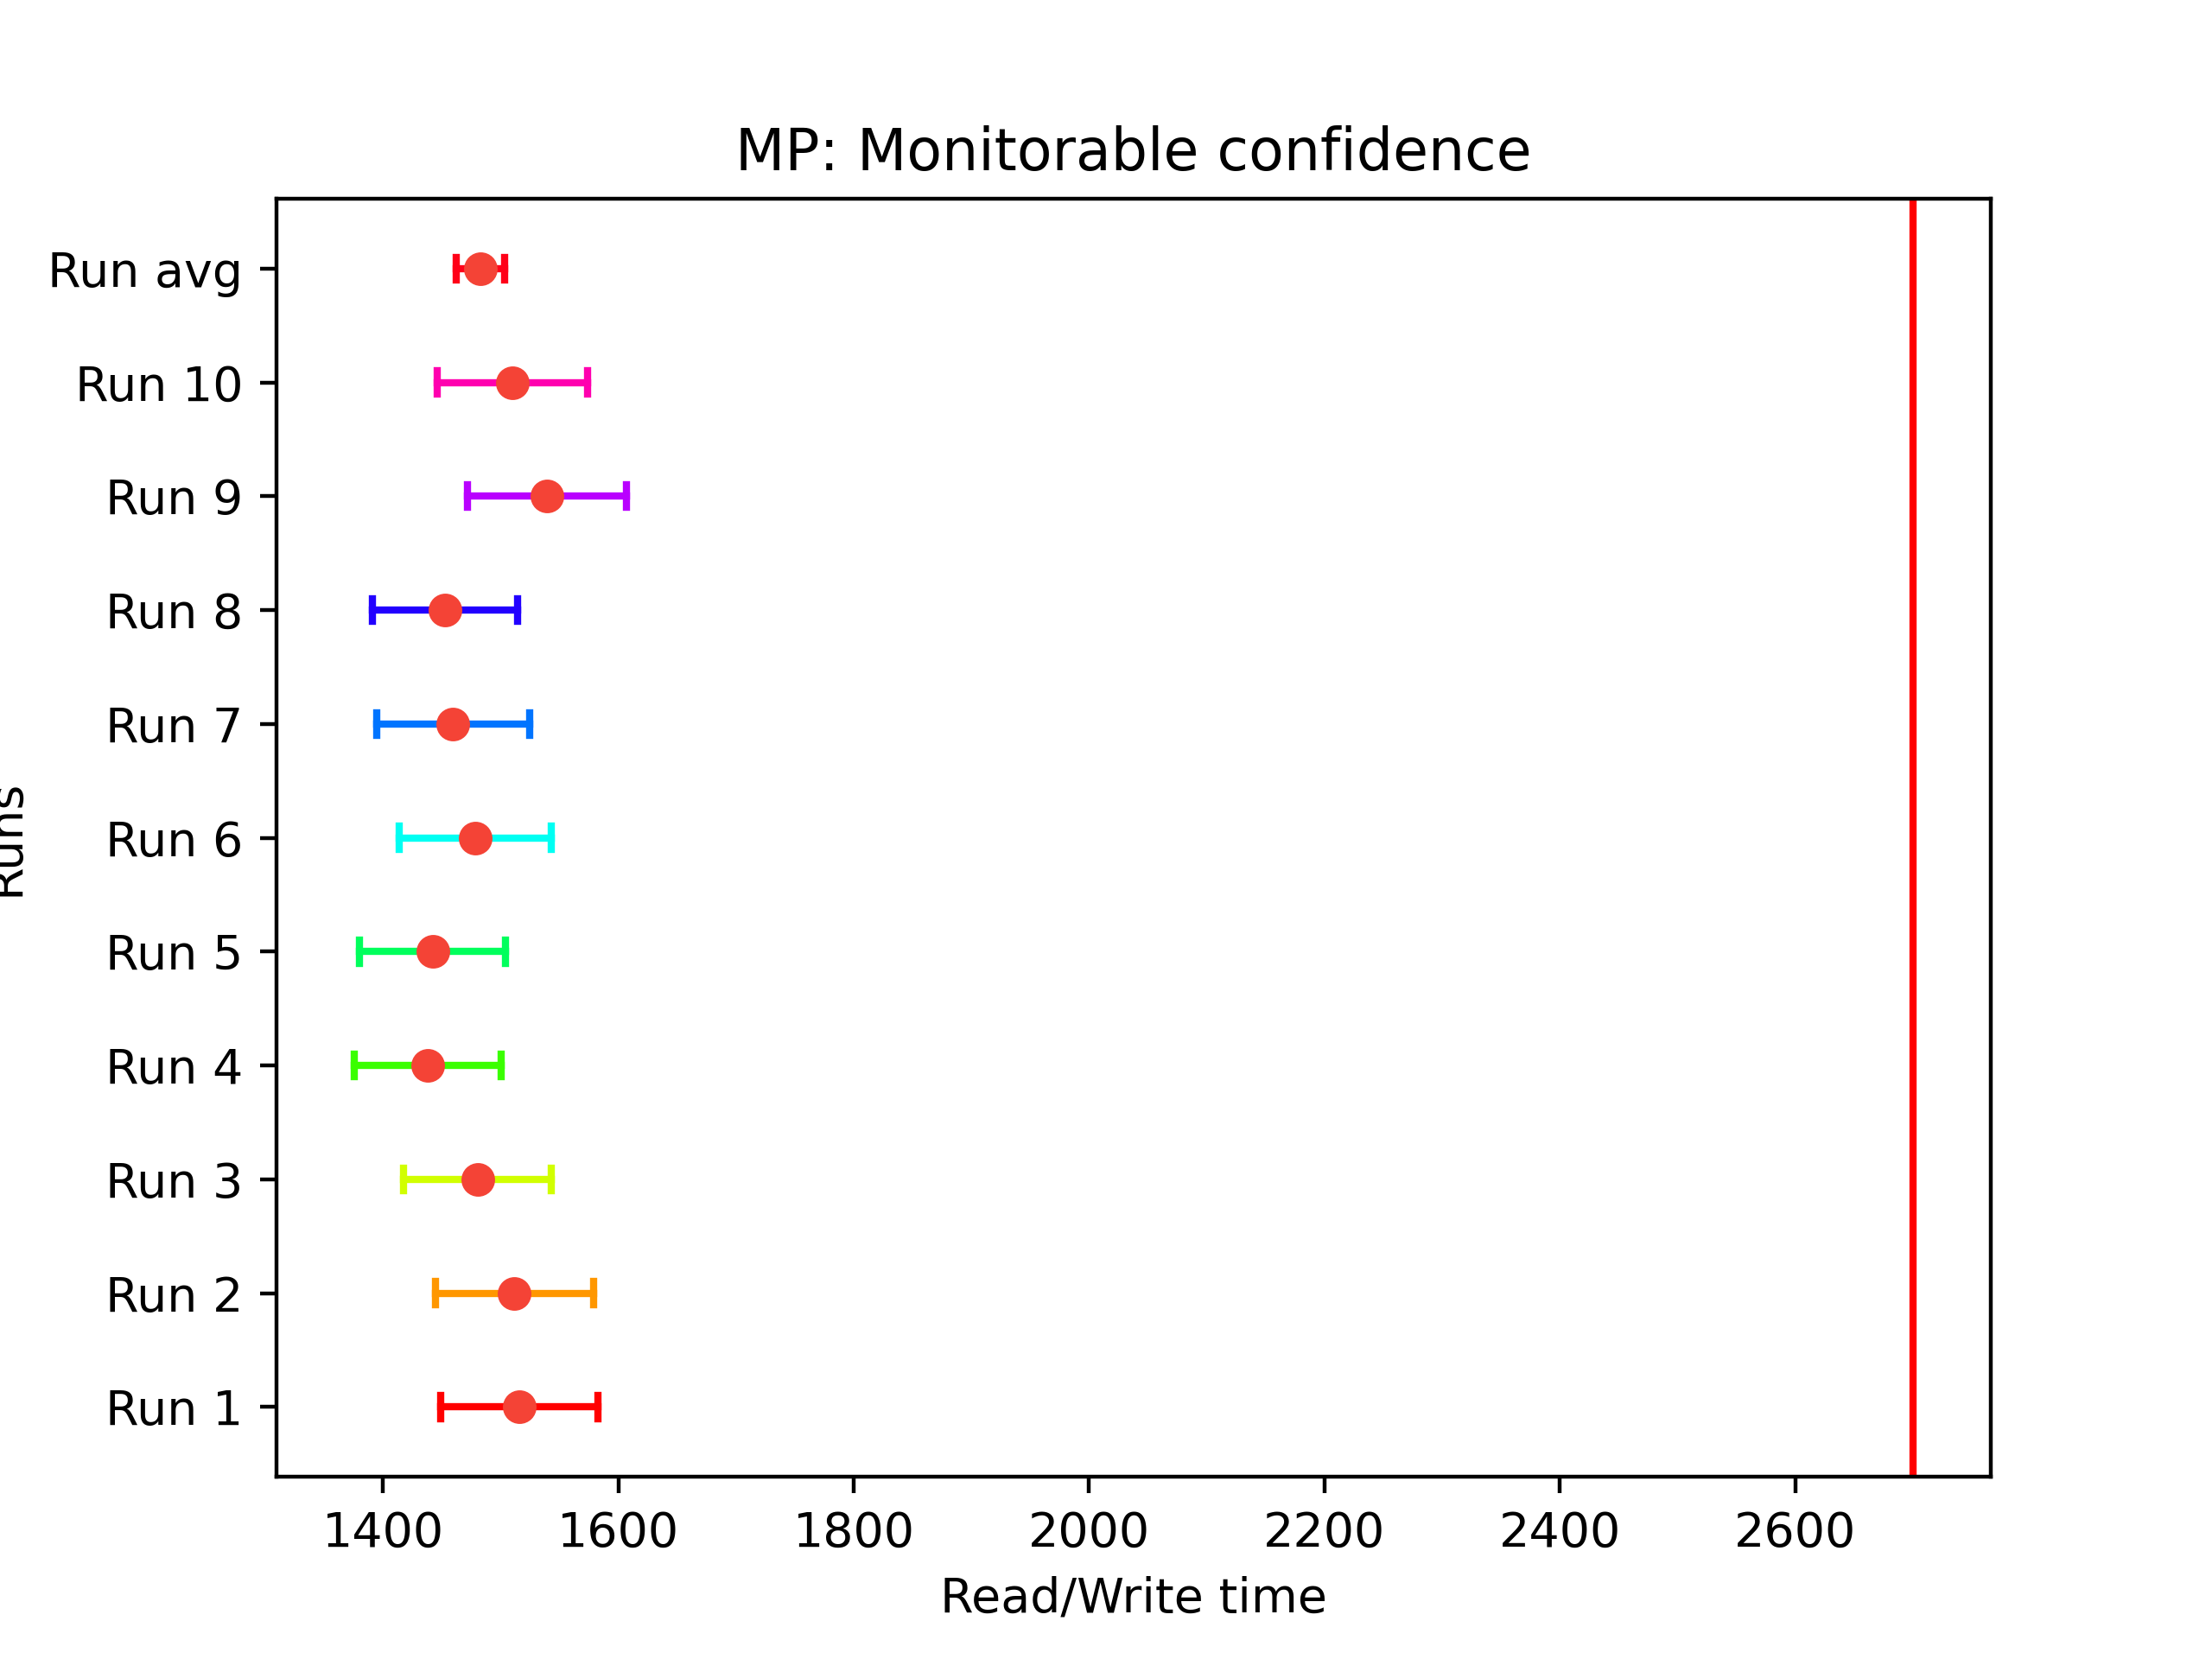 MP: Monitorable confidence
Run avg
Run 10
Run 9
Run 8
Run 7
Run 6
Run 5
Run 4
Run 3
Run 2
Run 1
Runs
1400 1600 1800 2000 2200 2400 2600
Read/Write time